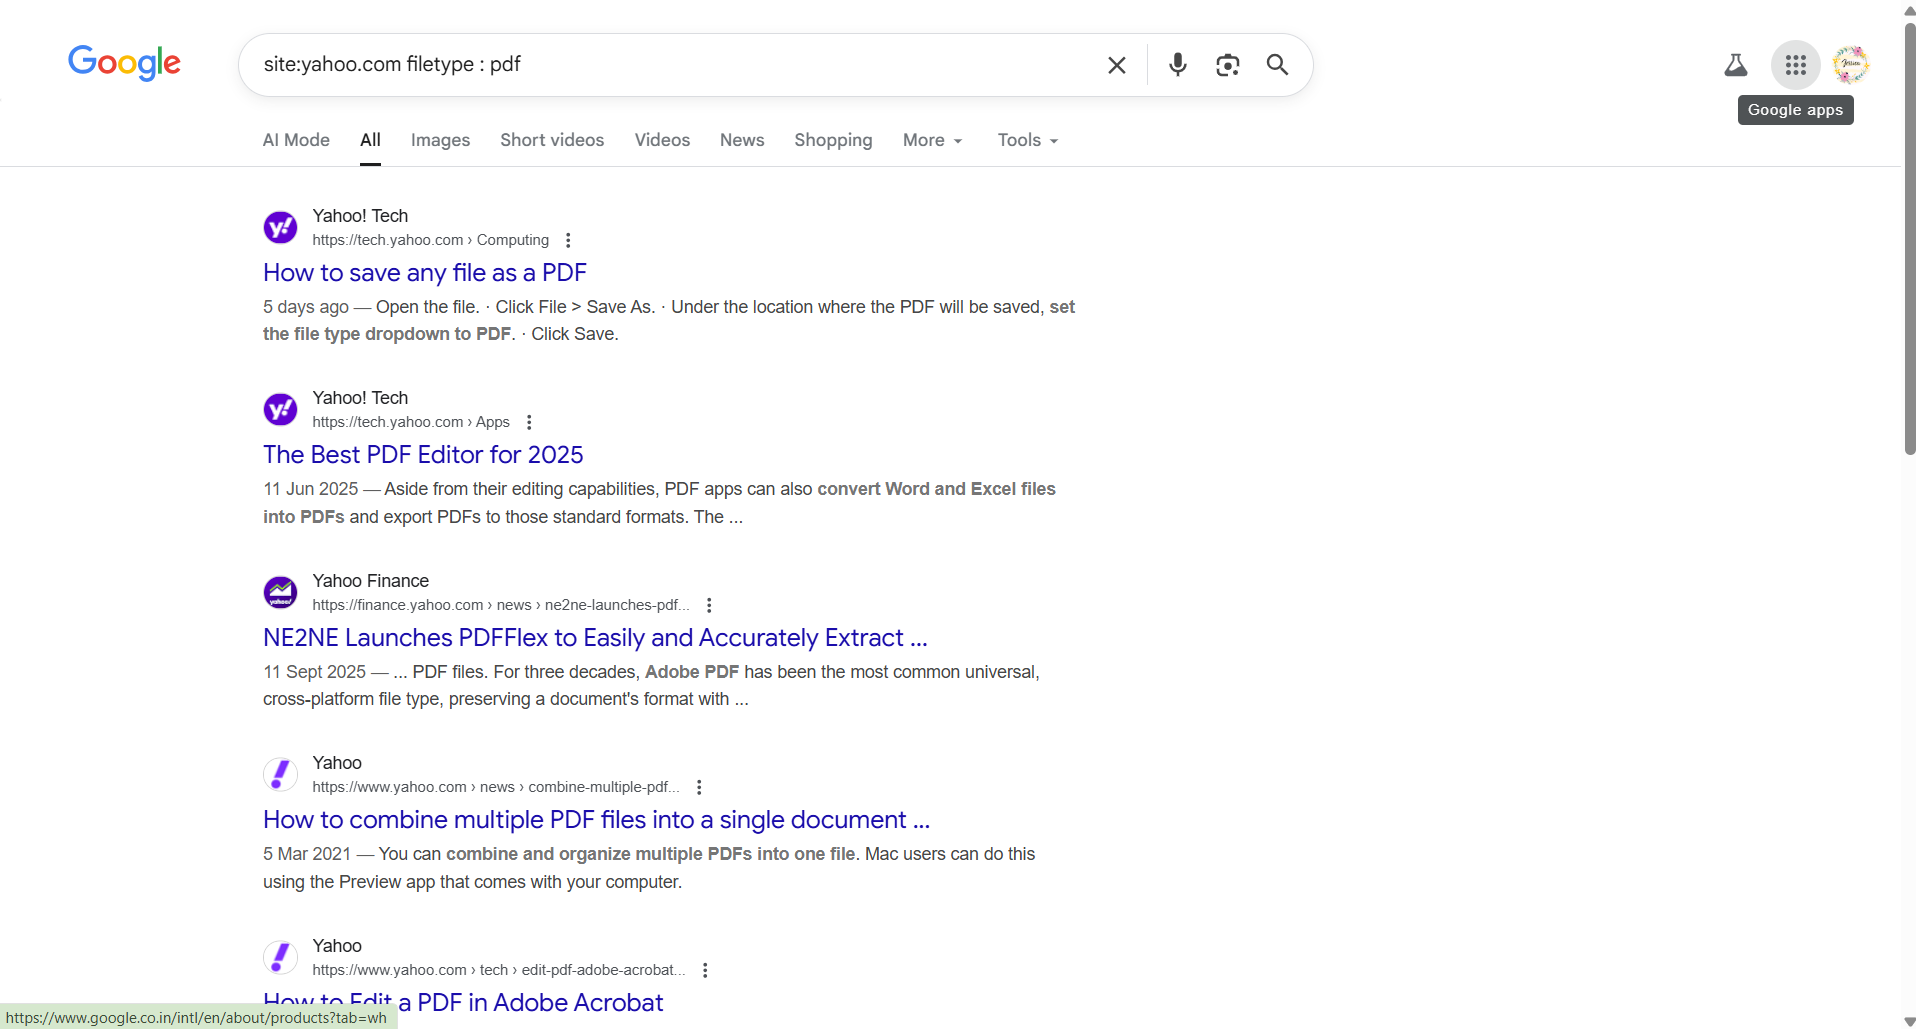 Google
site:yahoo.com filetype : pdf
Google apps
AI Mode All Images Short videos Videos News Shopping More Tools
Yahoo! Tech
https://tech.yahoo.com › Computing
How to save any file as a PDF
5 days ago — Open the file. · Click File > Save As. · Under the location where the PDF will be saved, set
the file type dropdown to PDF. · Click Save.
Yahoo! Tech
https://tech.yahoo.com › Apps
The Best PDF Editor for 2025
11 Jun 2025 — Aside from their editing capabilities, PDF apps can also convert Word and Excel files
into PDFs and export PDFs to those standard formats. The ...
Yahoo Finance
https://finance.yahoo.com › news › ne2ne-launches-pdf...
NE2NE Launches PDFFlex to Easily and Accurately Extract ...
11 Sept 2025 — ... PDF files. For three decades, Adobe PDF has been the most common universal,
cross-platform file type, preserving a document's format with ...
Yahoo
https://www.yahoo.com › news › combine-multiple-pdf...
How to combine multiple PDF files into a single document ...
5 Mar 2021 — You can combine and organize multiple PDFs into one file. Mac users can do this
using the Preview app that comes with your computer.
Yahoo
https://www.yahoo.com › tech › edit-pdf-adobe-acrobat...
How to Edit a PDF in Adobe Acrobat
https://www.google.co.in/intl/en/about/products?tab=wh